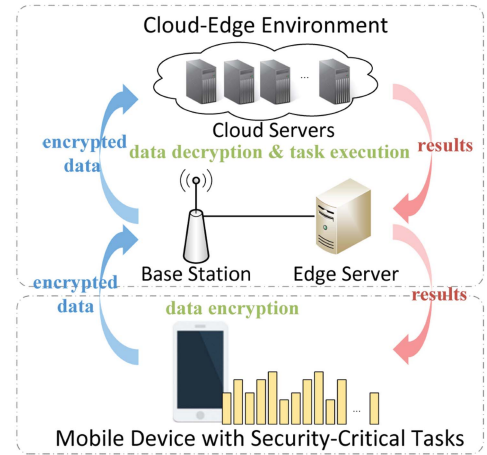 Cloud-Edge Environment
...
Cloud Servers
encrypted
data
data decryption & task execution
results
Base Station
Edge Server
encrypted
data
data encryption
results
...
Mobile Device with Security-Critical Tasks